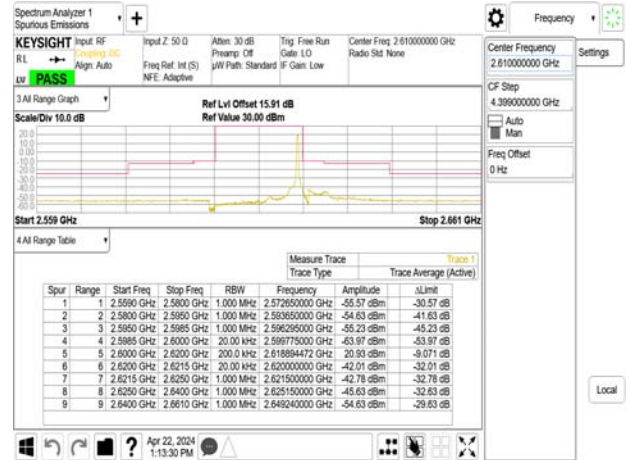 Spectrum Analyzer 1
Spurious Emissions
Frequency
KEYSIGHT
Input: RF
Coupling: DC
Align: Auto
Input Z: 50 Ω
Freq Ref: Int (S)
NFE: Adaptive
Atten: 30 dB
Preamp: Off
µW Path: Standard
Trig: Free Run
Gate: LO
IF Gain: Low
Center Freq: 2.610000000 GHz
Radio Std: None
RL
PASS
Center Frequency
2.610000000 GHz
Settings
CF Step
4.399000000 GHz
Auto
Man
Freq Offset
0 Hz
3 All Range Graph
Scale/Div 10.0 dB
Ref Lvl Offset 15.91 dB
Ref Value 30.00 dBm
20.0
10.0
0.00
-10.0
-20.0
-30.0
-40.0
-50.0
-60.0
Start 2.559 GHz
Stop 2.661 GHz
4 All Range Table
Measure Trace Trace 1
Trace Type Trace Average (Active)
Spur Range Start Freq Stop Freq RBW Frequency Amplitude ΔLimit
1 1 2.5590 GHz 2.5800 GHz 1.000 MHz 2.572650000 GHz -55.57 dBm -30.57 dB
2 2 2.5800 GHz 2.5950 GHz 1.000 MHz 2.593650000 GHz -54.63 dBm -41.63 dB
3 3 2.5950 GHz 2.5985 GHz 1.000 MHz 2.596295000 GHz -55.23 dBm -45.23 dB
4 4 2.5985 GHz 2.6000 GHz 20.00 kHz 2.599775000 GHz -63.97 dBm -53.97 dB
5 5 2.6000 GHz 2.6200 GHz 200.0 kHz 2.618894472 GHz 20.93 dBm -9.071 dB
6 6 2.6200 GHz 2.6215 GHz 20.00 kHz 2.620000000 GHz -42.01 dBm -32.01 dB
7 7 2.6215 GHz 2.6250 GHz 1.000 MHz 2.621500000 GHz -42.78 dBm -32.78 dB
8 8 2.6250 GHz 2.6400 GHz 1.000 MHz 2.625150000 GHz -45.63 dBm -32.63 dB
9 9 2.6400 GHz 2.6610 GHz 1.000 MHz 2.649240000 GHz -54.63 dBm -29.63 dB
Local
?
Apr 22, 2024
1:13:30 PM